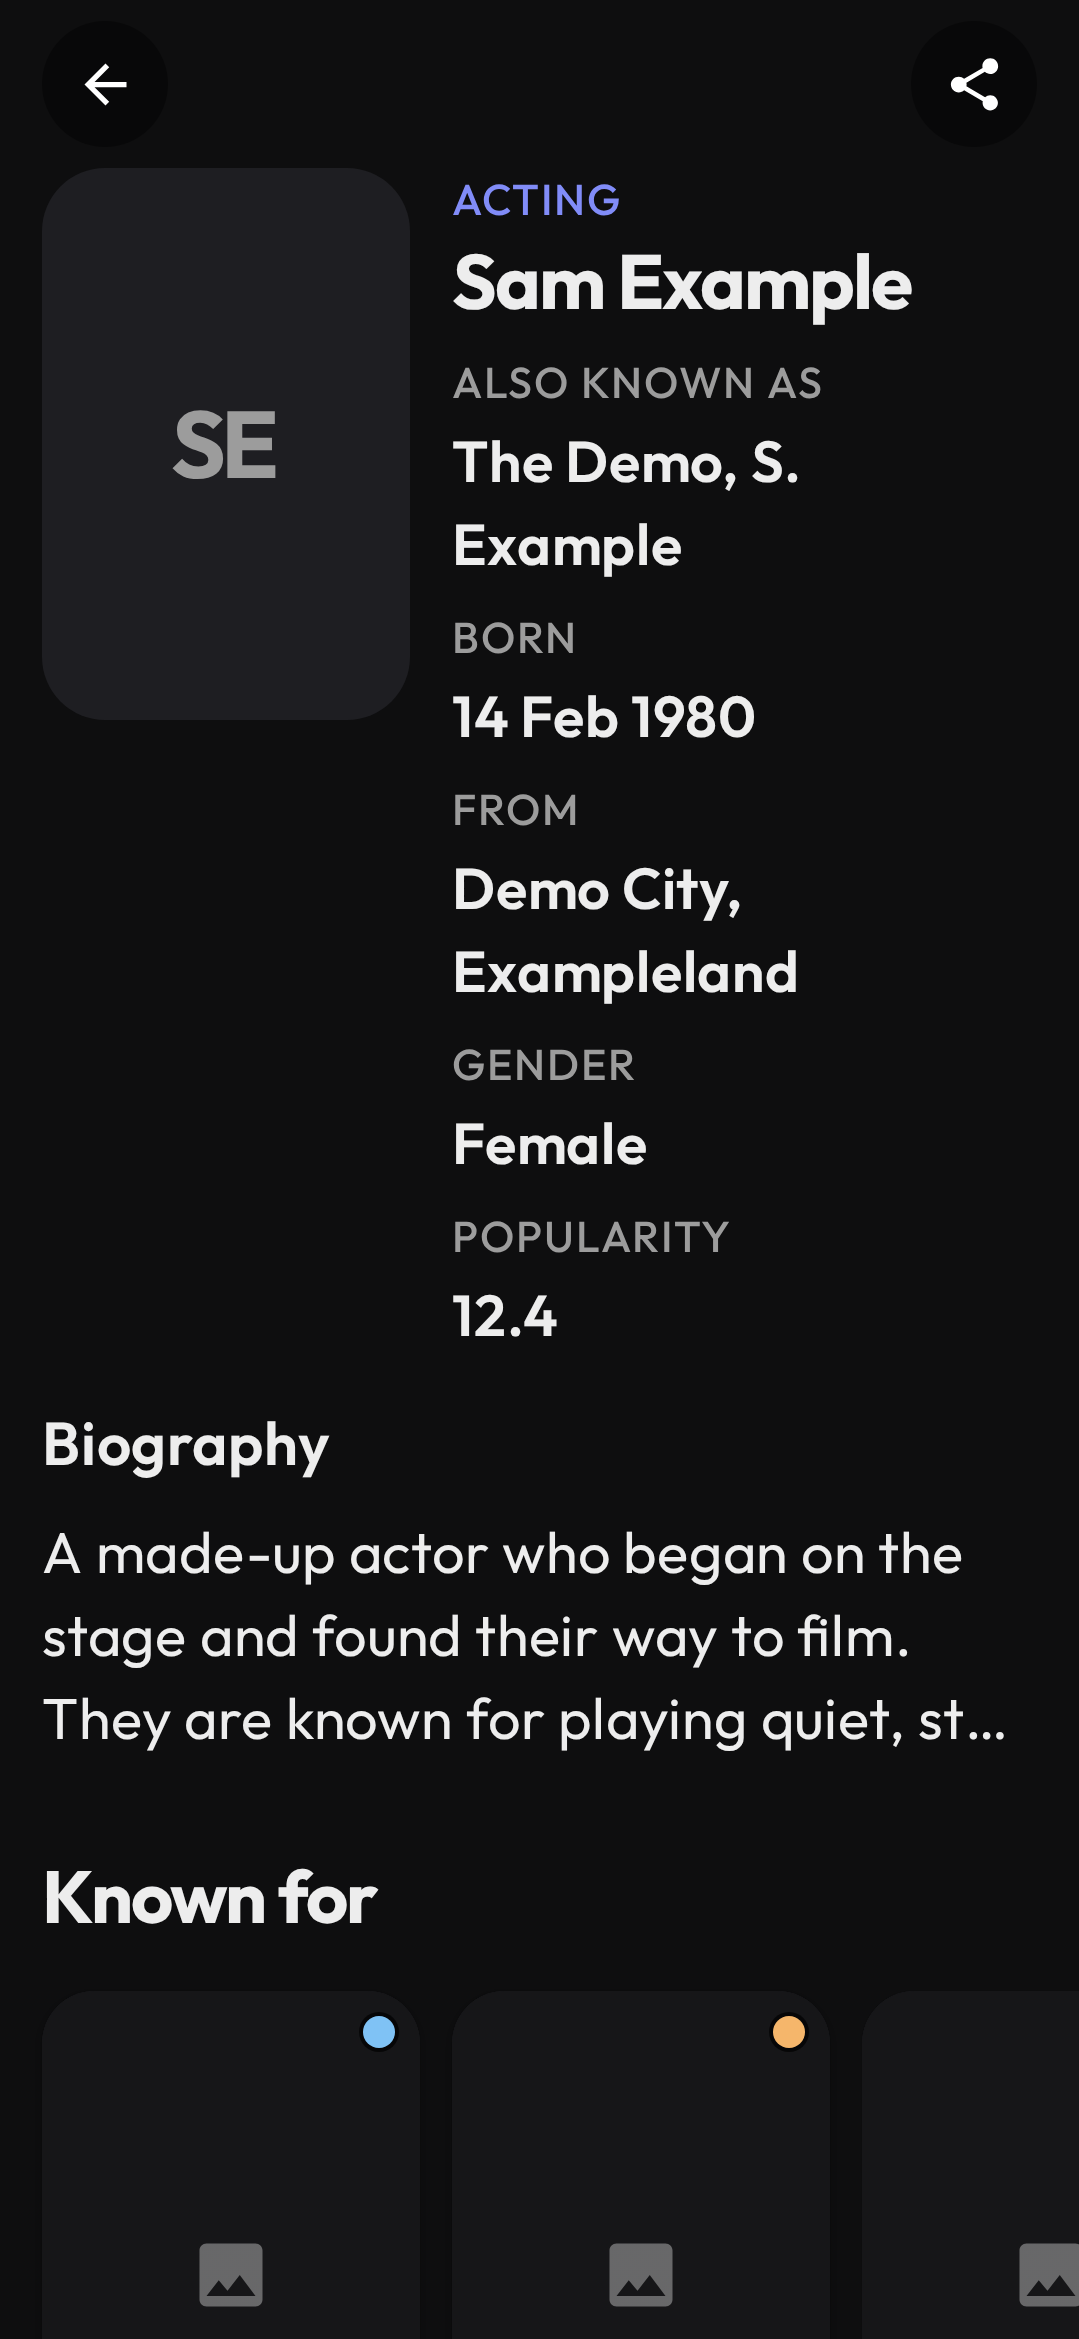 ACTING
Sam Example
SE
ALSO KNOWN AS
The Demo, S.
Example
BORN
14 Feb 1980
FROM
Demo City,
Exampleland
GENDER
Female
POPULARITY
12.4
Biography
A made-up actor who began on the
stage and found their way to film.
They are known for playing quiet, st…
Known for